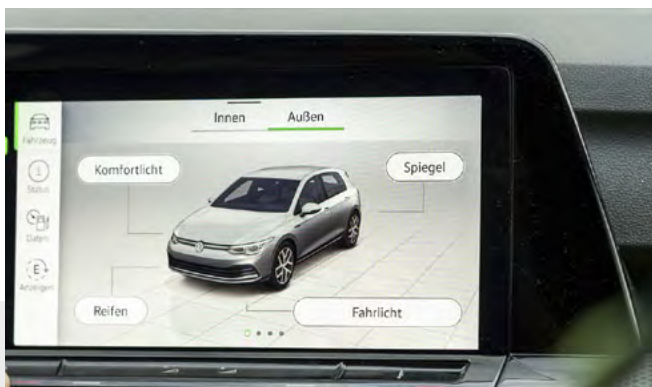 Innen Außen
Fahrzeug
Komfortlicht
Spiegel
Status
Daten
Anzeigen
Reifen
Fahrlicht